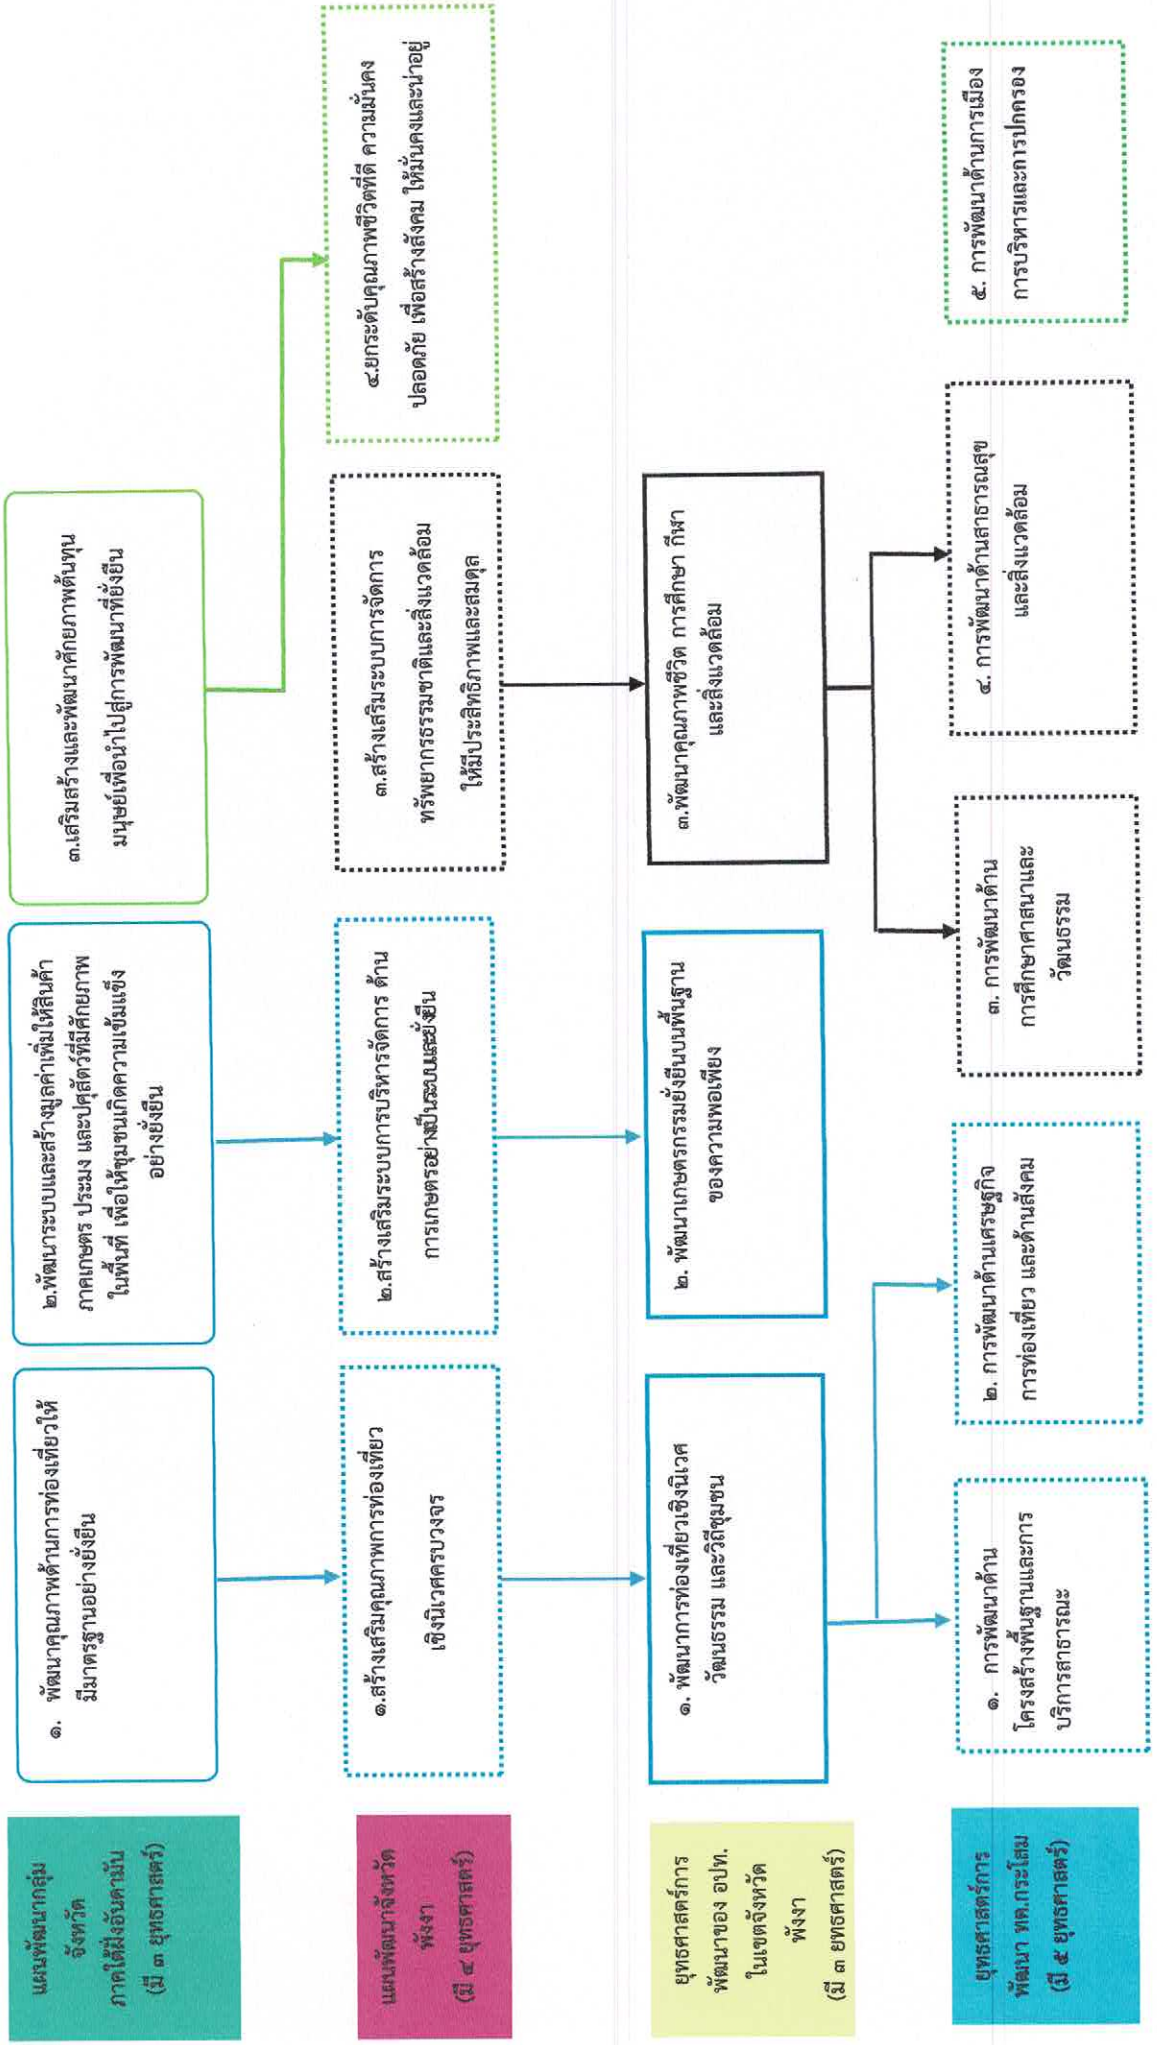 แผนพัฒนากลุ่ม
จังหวัด
ภาคใต้ฝั่งอันดามัน
(มี ๓ ยุทธศาสตร์)
๑. พัฒนาคุณภาพด้านการท่องเที่ยวให้
มีมาตรฐานอย่างยั่งยืน
๒.พัฒนาระบบและสร้างมูลค่าเพิ่มให้สินค้า
ภาคเกษตร ประมง และปศุสัตว์ที่มีศักยภาพ
ในพื้นที่ เพื่อให้ชุมชนเกิดความเข้มแข็ง
อย่างยั่งยืน
๓.เสริมสร้างและพัฒนาศักยภาพต้นทุน
มนุษย์เพื่อนำไปสู่การพัฒนาที่ยั่งยืน
แผนพัฒนาจังหวัด
พังงา
(มี ๔ ยุทธศาสตร์)
๑.สร้างเสริมคุณภาพการท่องเที่ยว
เชิงนิเวศครบวงจร
๒.สร้างเสริมระบบการบริหารจัดการ ด้าน
การเกษตรอย่างเป็นระบบและยั่งยืน
๓.สร้างเสริมระบบการจัดการ
ทรัพยากรธรรมชาติและสิ่งแวดล้อม
ให้มีประสิทธิภาพและสมดุล
๔.ยกระดับคุณภาพชีวิตที่ดี ความมั่นคง
ปลอดภัย เพื่อสร้างสังคม ให้มั่นคงและน่าอยู่
ยุทธศาสตร์การ
พัฒนาของ อปท.
ในเขตจังหวัด
พังงา
(มี ๓ ยทธศาสตร์)
๑. พัฒนาการท่องเที่ยวเชิงนิเวศ
วัฒนธรรม และวิถีชุมชน
๒. พัฒนาเกษตรกรรมยั่งยืนบนพื้นฐาน
ของความพอเพียง
๓.พัฒนาคุณภาพชีวิต การศึกษา กีฬา
และสิ่งแวดล้อม
ยุทธศาสตร์การ
พัฒนา ทต.กระโสม
(มี ๕ ยุทธศาสตร์)
๑. การพัฒนาด้าน
โครงสร้างพื้นฐานและการ
บริการสาธารณะ
๒. การพัฒนาด้านเศรษฐกิจ
การท่องเที่ยว และด้านสังคม
๓. การพัฒนาด้าน
การศึกษาศาสนาและ
วัฒนธรรม
๔. การพัฒนาด้านสาธารณสุข
และสิ่งแวดล้อม
๕. การพัฒนาด้านการเมือง
การบริหารและการปกครอง